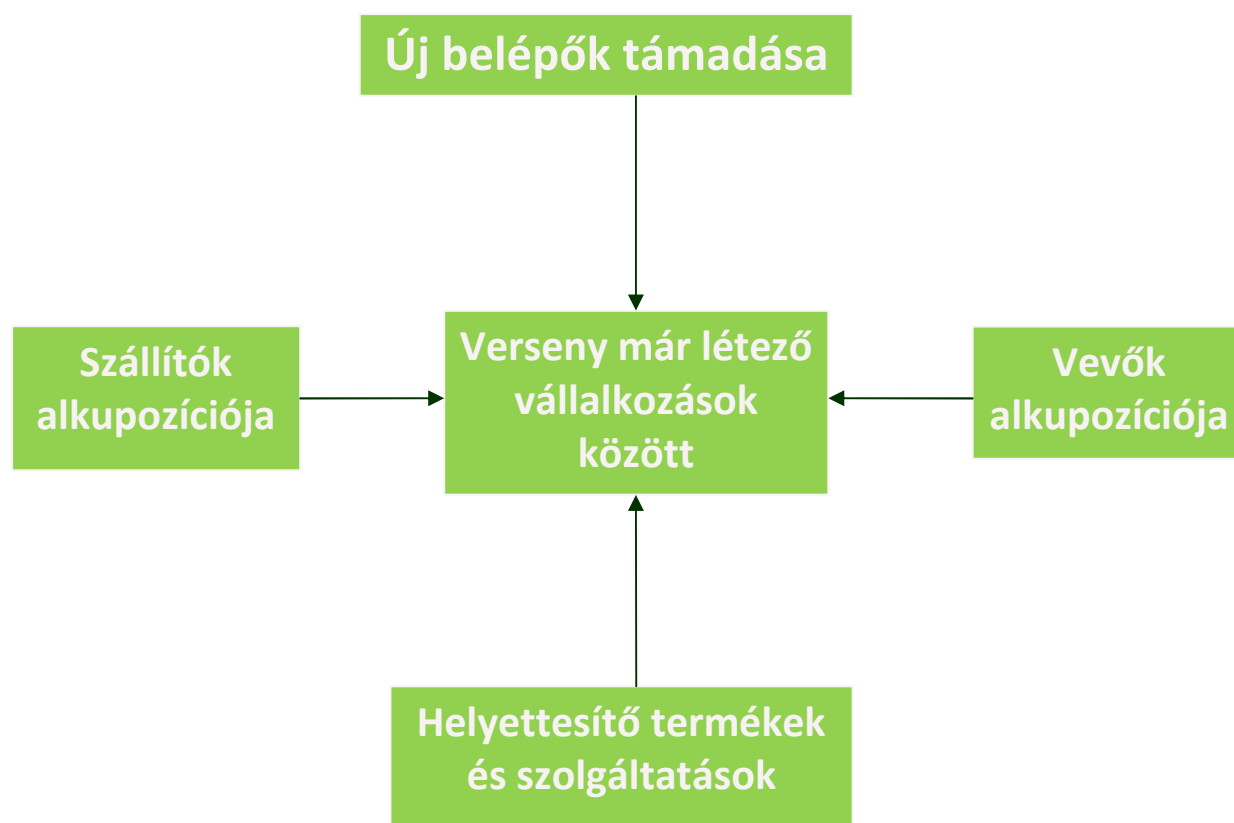 Új belépők támadása
Szállítók
alkupozíciója
Verseny már létező
vállalkozások
között
Vevők
alkupozíciója
Helyettesítő termékek
és szolgáltatások